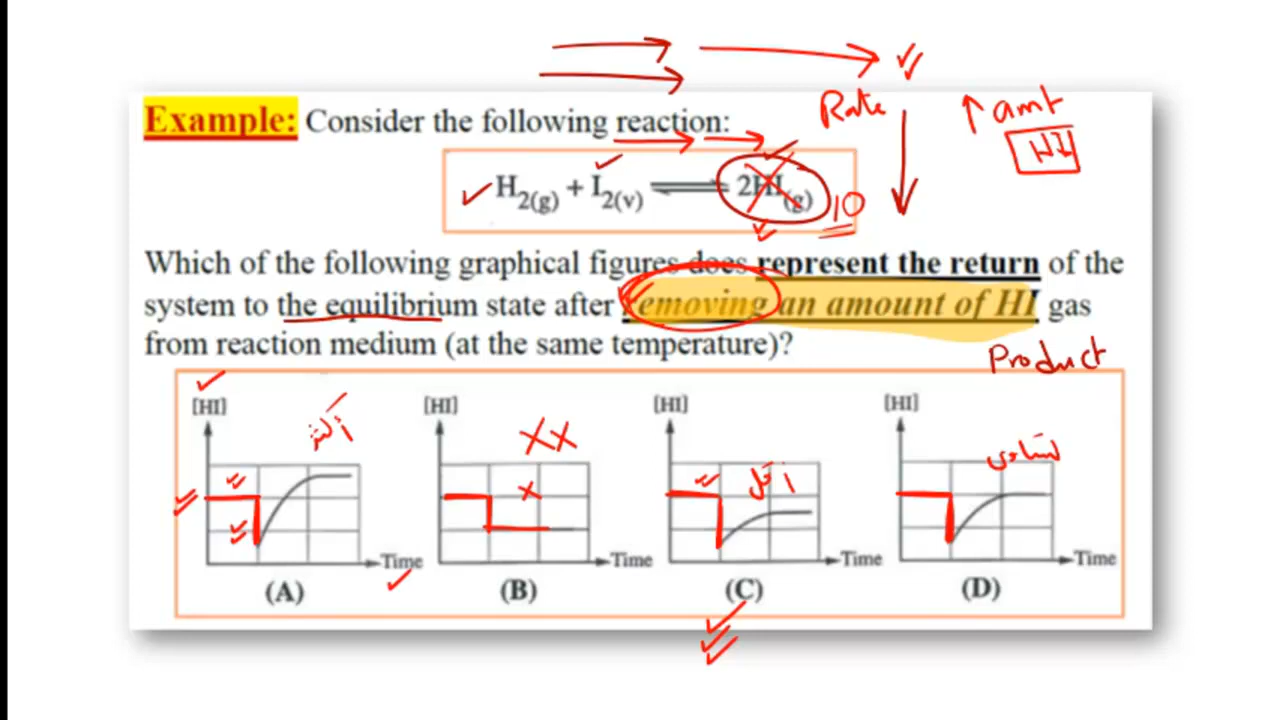 Example: Consider the following reaction:
Rate
↑ amt
HI
H2(g) + I2(v) ⇌ 2HI(g)
10
Which of the following graphical figures does represent the return of the
system to the equilibrium state after removing an amount of HI gas
from reaction medium (at the same temperature)?
Product
[HI] [HI] [HI] [HI]
أكثر XX أقل تساوى
x
Time Time Time Time
(A) (B) (C) (D)